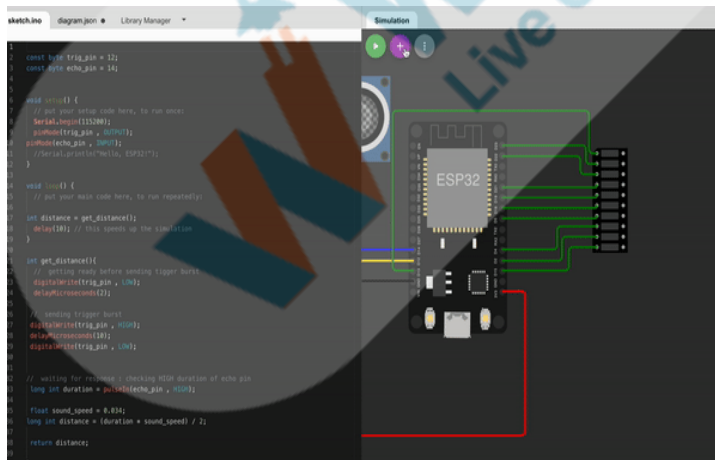 sketch.ino
diagram.json
Library Manager
Simulation
Live
const byte trig_pin = 12;
const byte echo_pin = 14;
void setup() {
// put your setup code here, to run once:
Serial.begin(115200);
pinMode(trig_pin , OUTPUT);
pinMode(echo_pin , INPUT);
//Serial.println("Hello, ESP32!");
}
void loop() {
// put your main code here, to run repeatedly:
int distance = get_distance();
delay(10); // this speeds up the simulation
}
int get_distance(){
// getting ready before sending tigger burst
digitalWrite(trig_pin , LOW);
delayMicroseconds(2);
// sending trigger burst
digitalWrite(trig_pin , HIGH);
delayMicroseconds(10);
digitalWrite(trig_pin , LOW);
// waiting for response : checking HIGH duration of echo pin
long int duration = pulseIn(echo_pin , HIGH);
float sound_speed = 0.034;
long int distance = (duration * sound_speed) / 2;
return distance;
ESP32